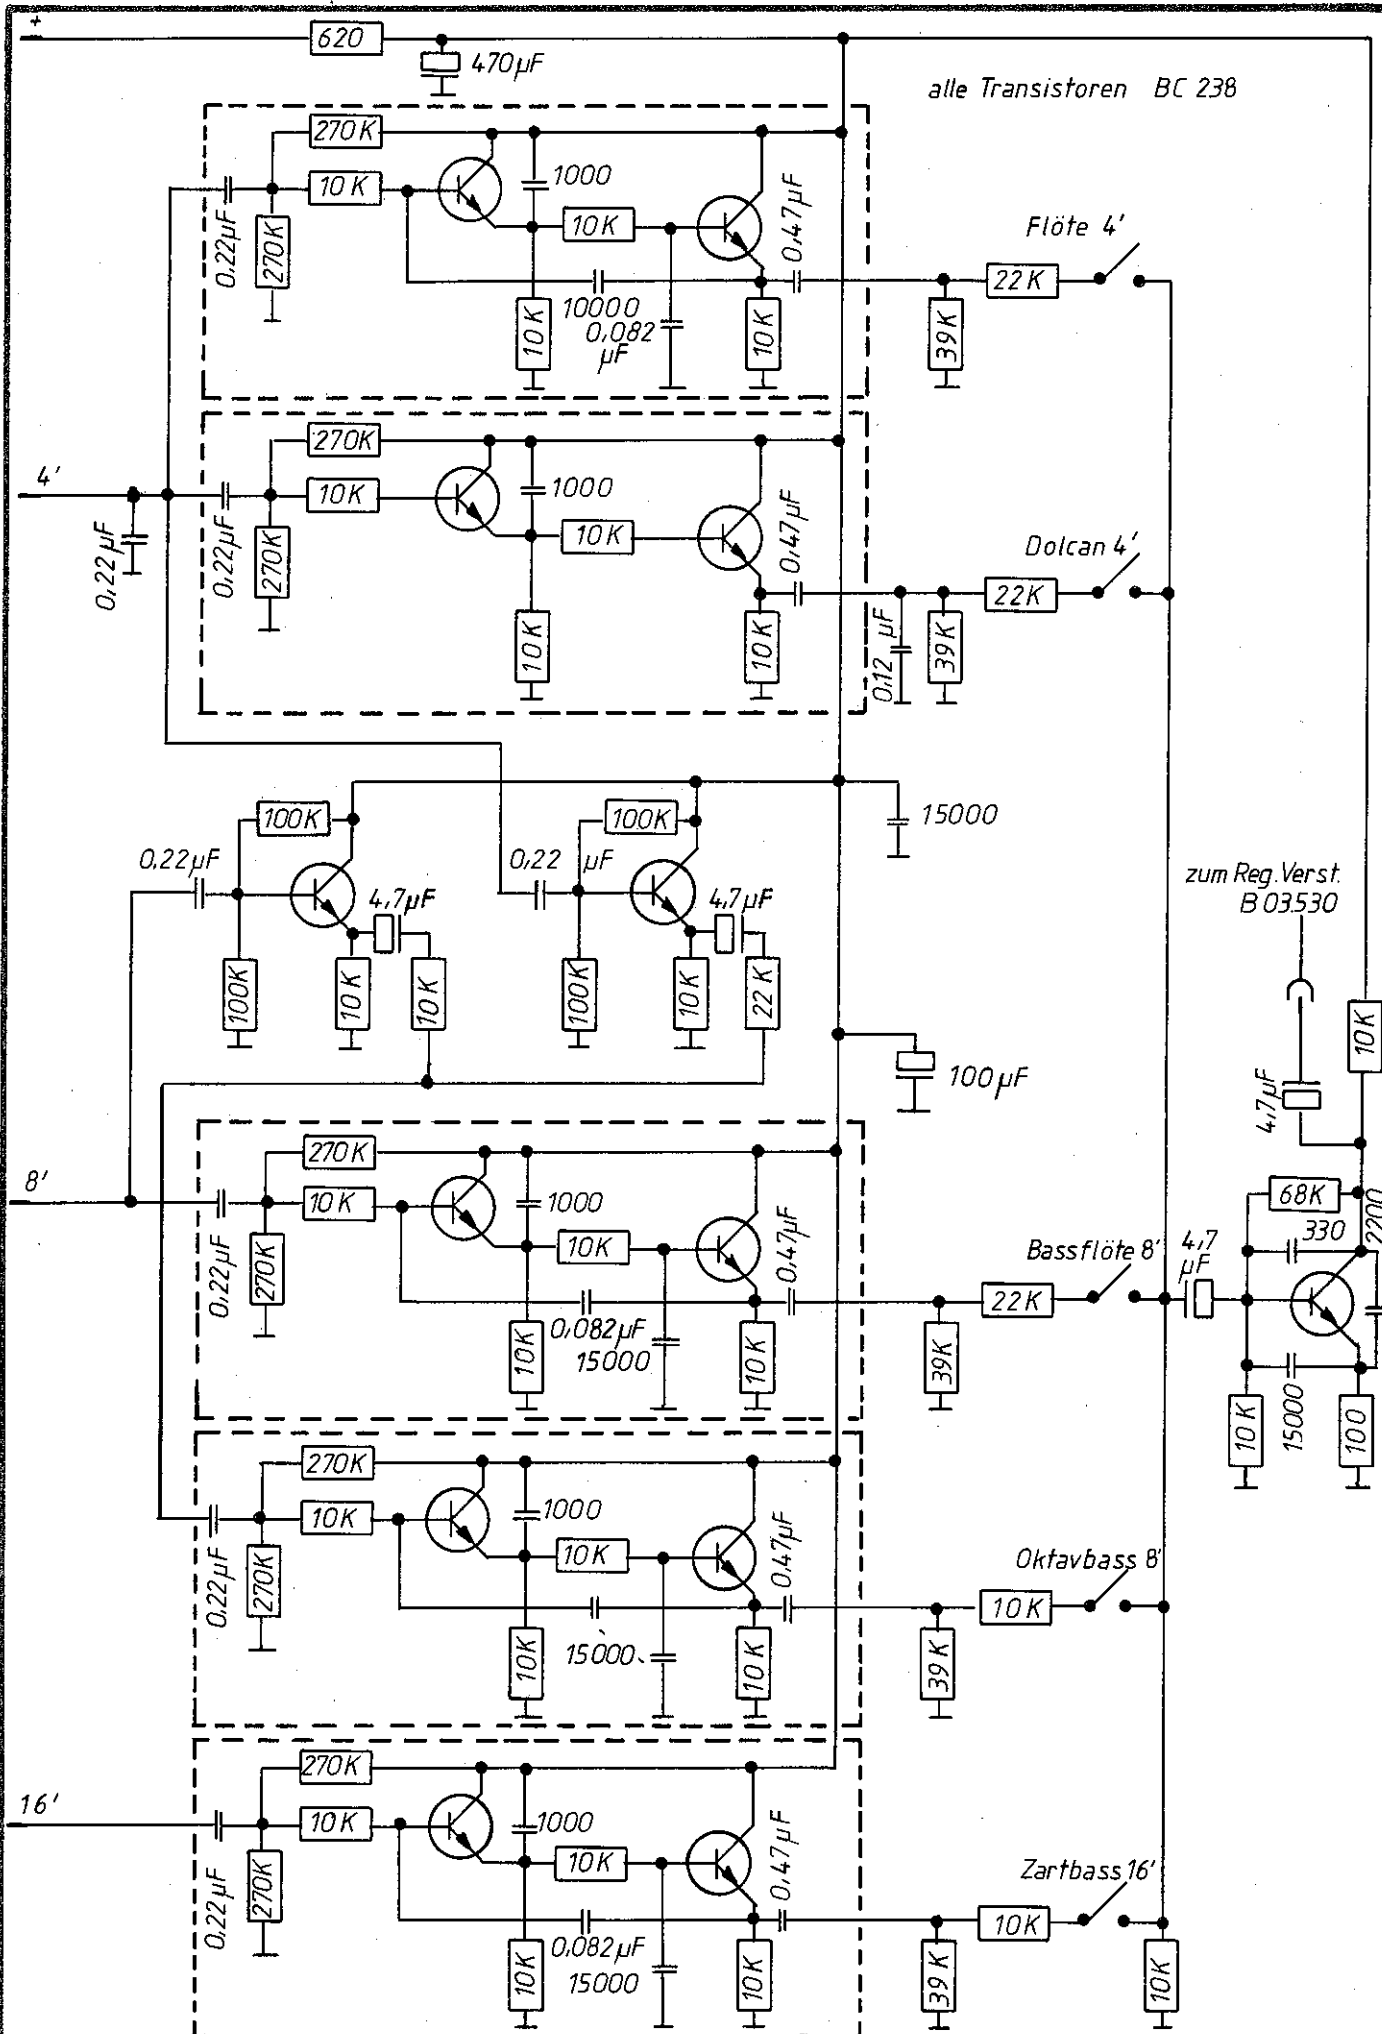 +
620
470µF
alle Transistoren BC 238
270K
10K
1000
0,22µF
270K
10K
0,47µF
Flöte 4'
22K
10000
0,082
µF
10K
10K
39K
4'
0,22µF
270K
10K
1000
0,22µF
270K
10K
0,47µF
Dolcan 4'
22K
10K
10K
0,12 µF
39K
100K
100K
15000
0,22µF
4,7µF
0,22 µF
4,7µF
zum Reg.Verst.
B 03.530
100K
10K
10K
100K
10K
22K
10K
100µF
4,7µF
8'
270K
10K
1000
0,22µF
270K
10K
0,47µF
Bassflöte 8'
22K
4,7
µF
68K
330
2200
0,082µF
15000
10K
10K
39K
10K
15000
100
270K
10K
1000
0,22µF
270K
10K
0,47µF
Oktavbass 8'
10K
15000
10K
10K
39K
16'
270K
10K
1000
0,22µF
270K
10K
0,47µF
Zartbass 16'
10K
0,082µF
15000
10K
10K
39K
10K